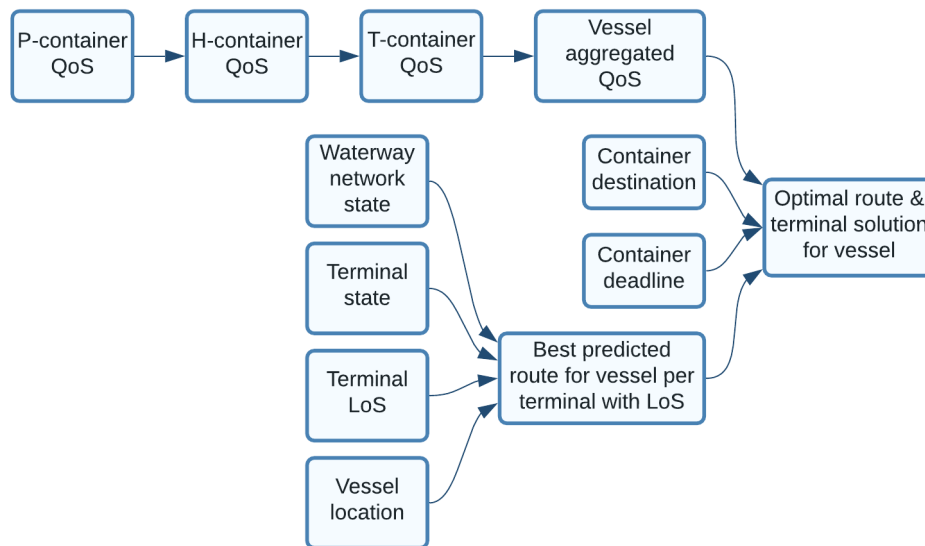 P-container
QoS
H-container
QoS
T-container
QoS
Vessel
aggregated
QoS
Waterway
network
state
Container
destination
Optimal route &
terminal solution
for vessel
Terminal
state
Container
deadline
Best predicted
route for vessel per
terminal with LoS
Terminal
LoS
Vessel
location